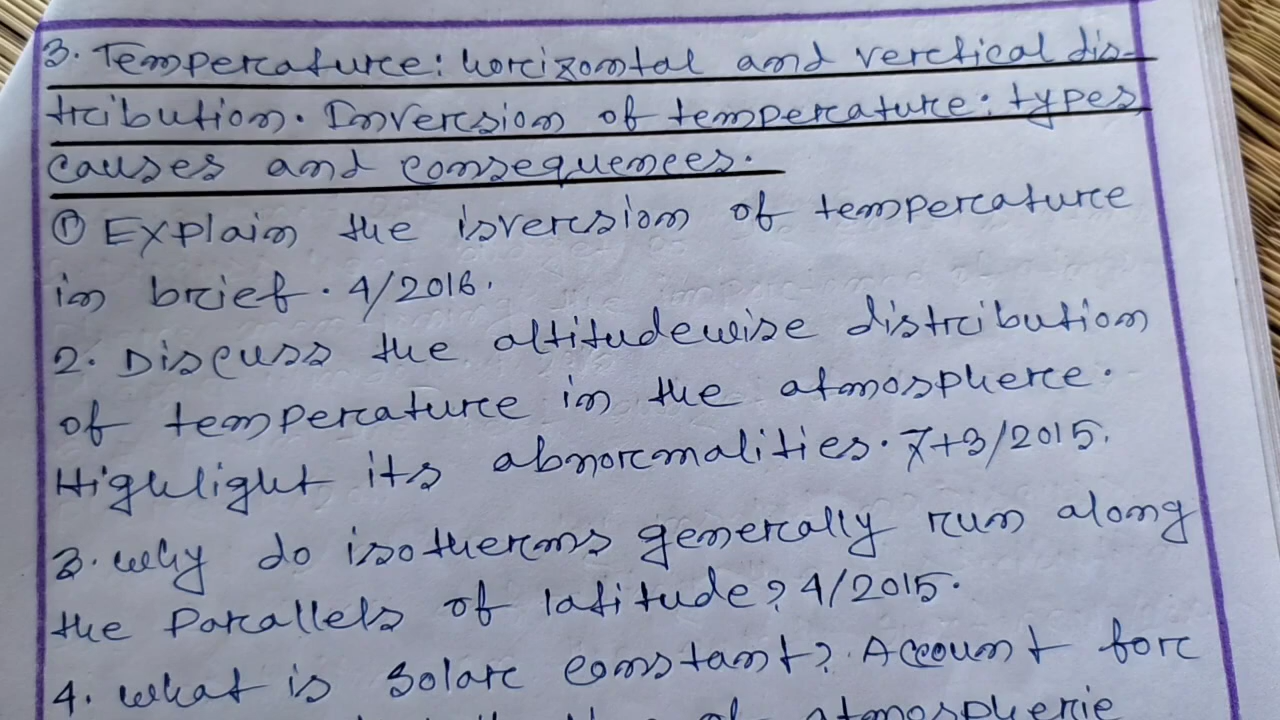 3. Temperature: horizontal and vertical dis-
tribution. Inversion of temperature: types,
causes and consequences.
① Explain the isversion of temperature
in brief. 4/2016.
2. Discuss the altitudewise distribution
of temperature in the atmosphere.
Highlight its abnormalities. 7+3/2015.
3. why do isotherms generally run along
the Parallels of latitude? 4/2015.
4. what is Solar constant? Account for
of atmospheric